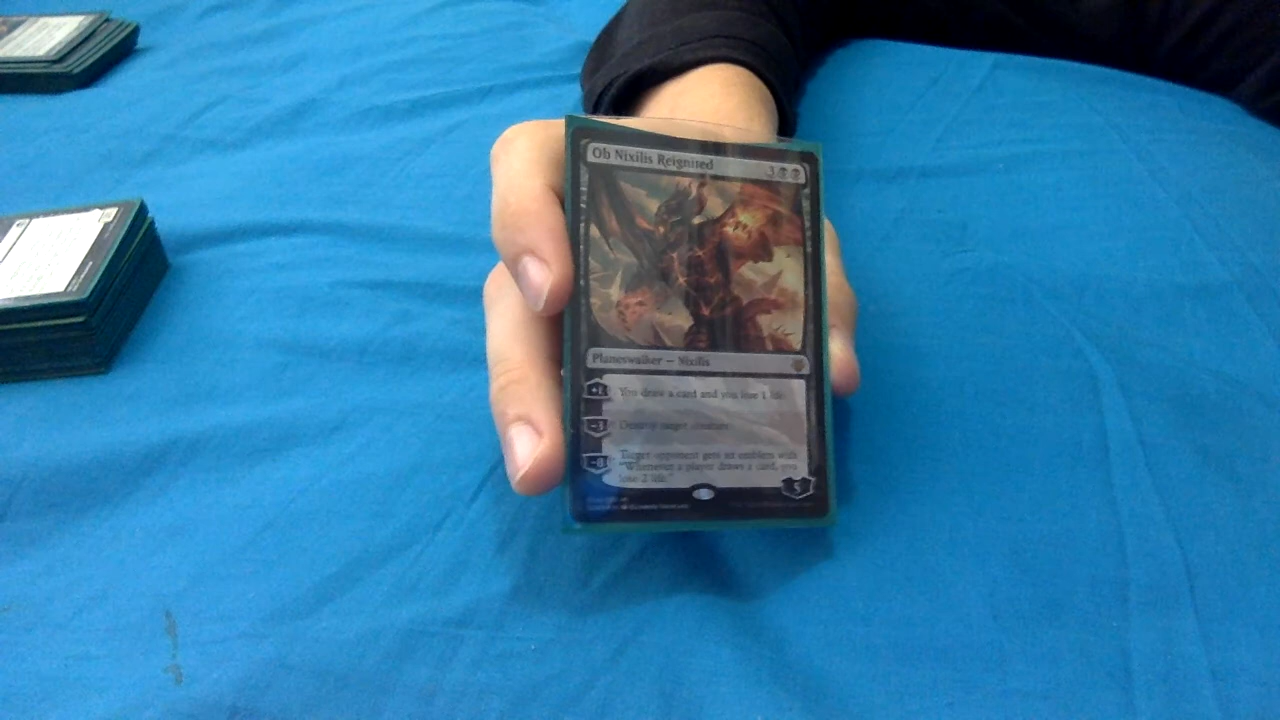 Ob Nixilis Reignited 3
Planeswalker — Nixilis
+1 You draw a card and you lose 1 life.
-3 Destroy target creature.
-8 Target opponent gets an emblem with
"Whenever a player draws a card, you
lose 2 life."
5